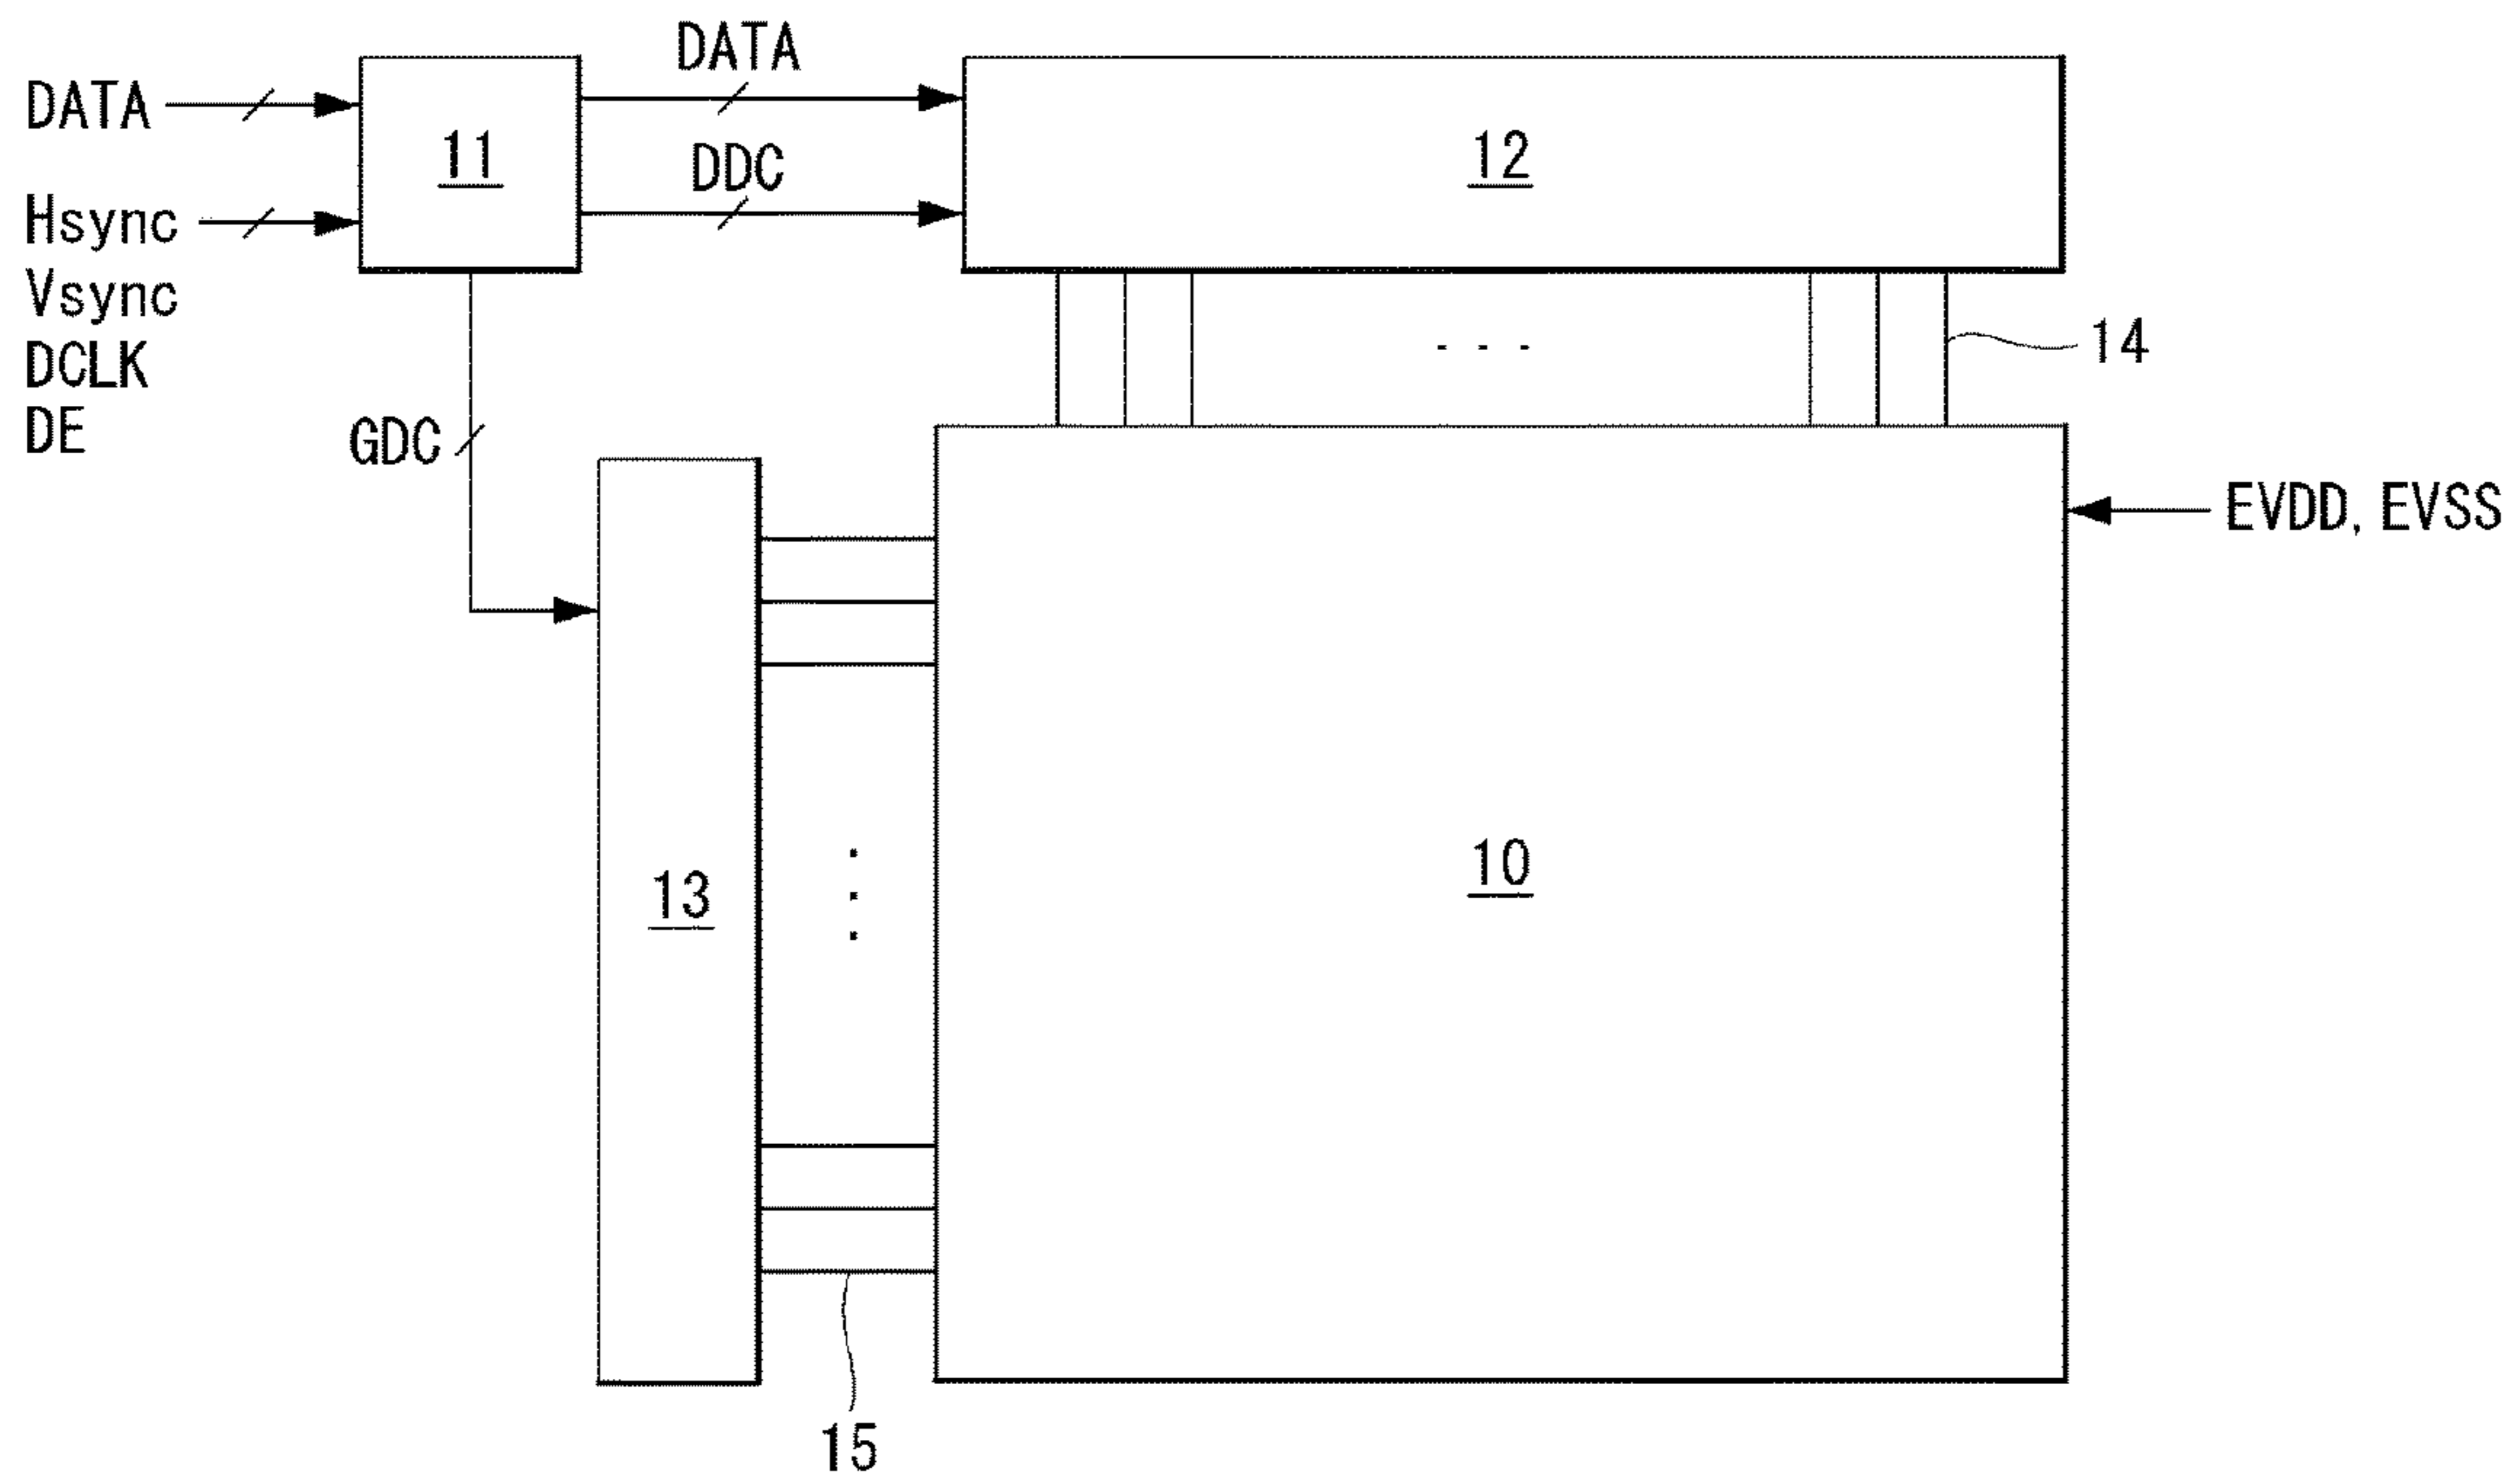 DATA
DATA
11
12
DDC
Hsync
Vsync
DCLK
DE
14
GDC
EVDD, EVSS
13
10
15